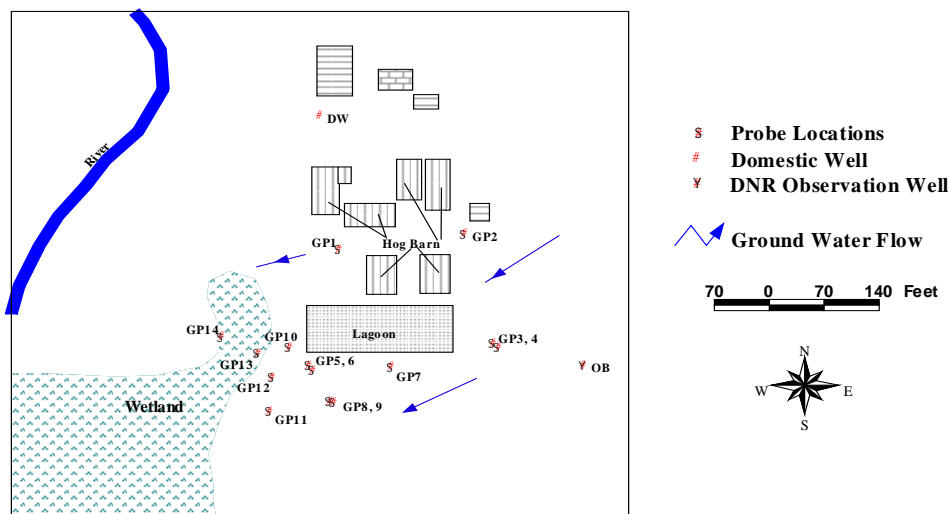 DW
River
GP1
Hog Barn
GP2
GP14
GP10
Lagoon
GP3, 4
GP13
GP5, 6
GP7
OB
GP12
Wetland
GP8, 9
GP11
Probe Locations
Domestic Well
DNR Observation Well
Ground Water Flow
70 0 70 140 Feet
N
W E
S